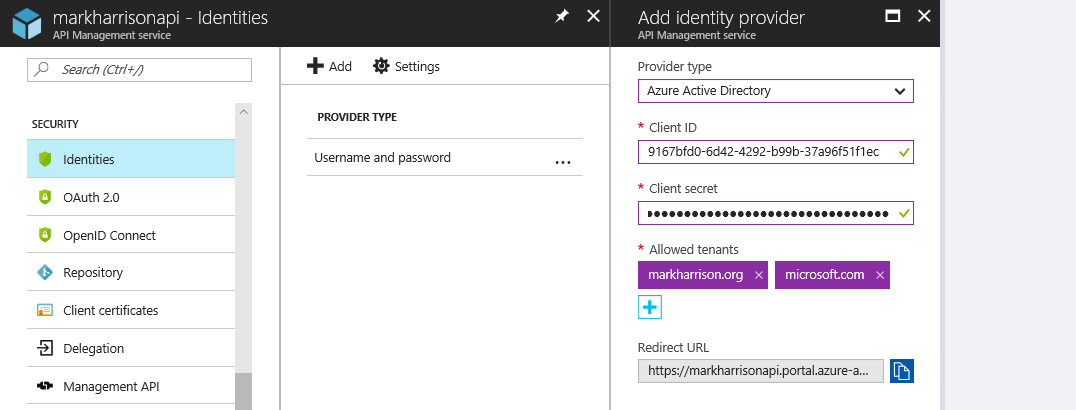 markharrisonapi - Identities
API Management service
Search (Ctrl+/)
SECURITY
Identities
OAuth 2.0
OpenID Connect
Repository
Client certificates
Delegation
Management API
Add
Settings
PROVIDER TYPE
Username and password
...
Add identity provider
API Management service
Provider type
Azure Active Directory
* Client ID
9167bfd0-6d42-4292-b99b-37a96f51f1ec
* Client secret
* Allowed tenants
markharrison.org
microsoft.com
Redirect URL
https://markharrisonapi.portal.azure-a...